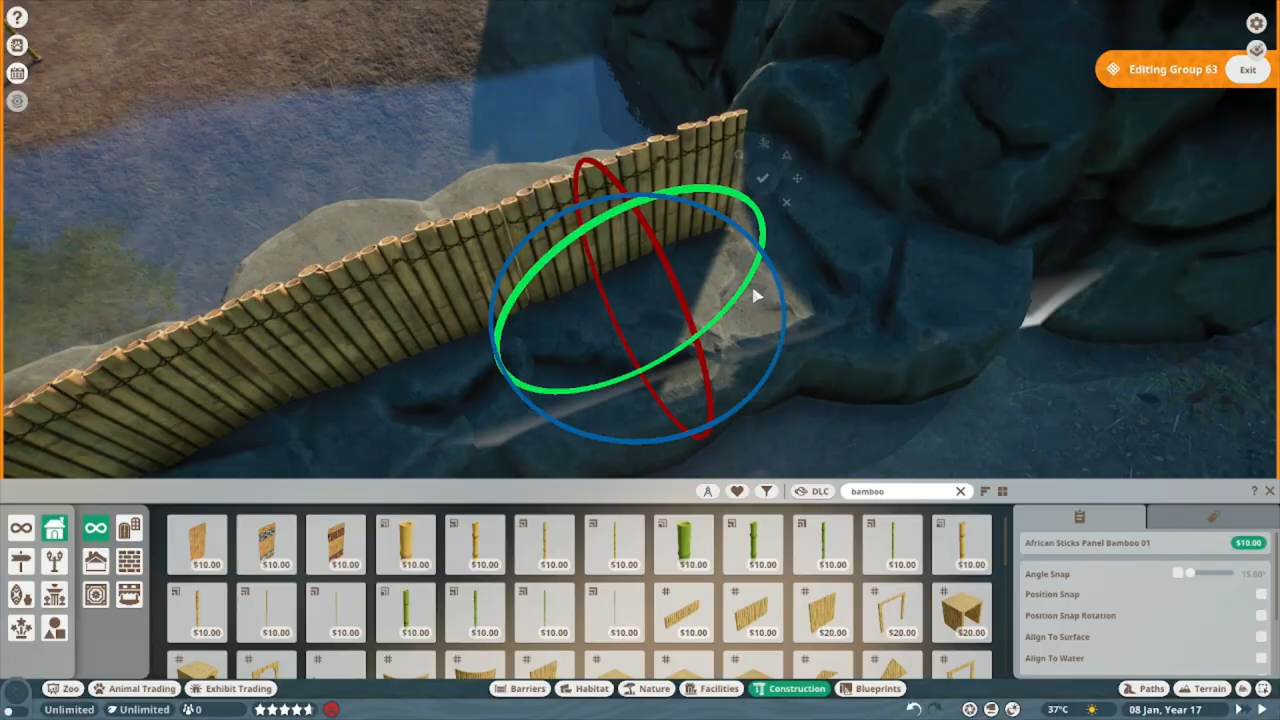 ?
Editing Group 63
Exit
DLC
bamboo
?
$10.00 $10.00 $10.00 $10.00 $10.00 $10.00 $10.00 $10.00 $10.00 $10.00 $10.00 $10.00
$10.00 $10.00 $10.00 $10.00 $10.00 $10.00 $10.00 $10.00 $10.00 $20.00 $20.00 $20.00
African Sticks Panel Bamboo 01 $10.00
Angle Snap 15.00°
Position Snap
Position Snap Rotation
Align To Surface
Align To Water
Zoo Animal Trading Exhibit Trading Barriers Habitat Nature Facilities Construction Blueprints Paths Terrain
Unlimited Unlimited 0 37°C 08 Jan, Year 17